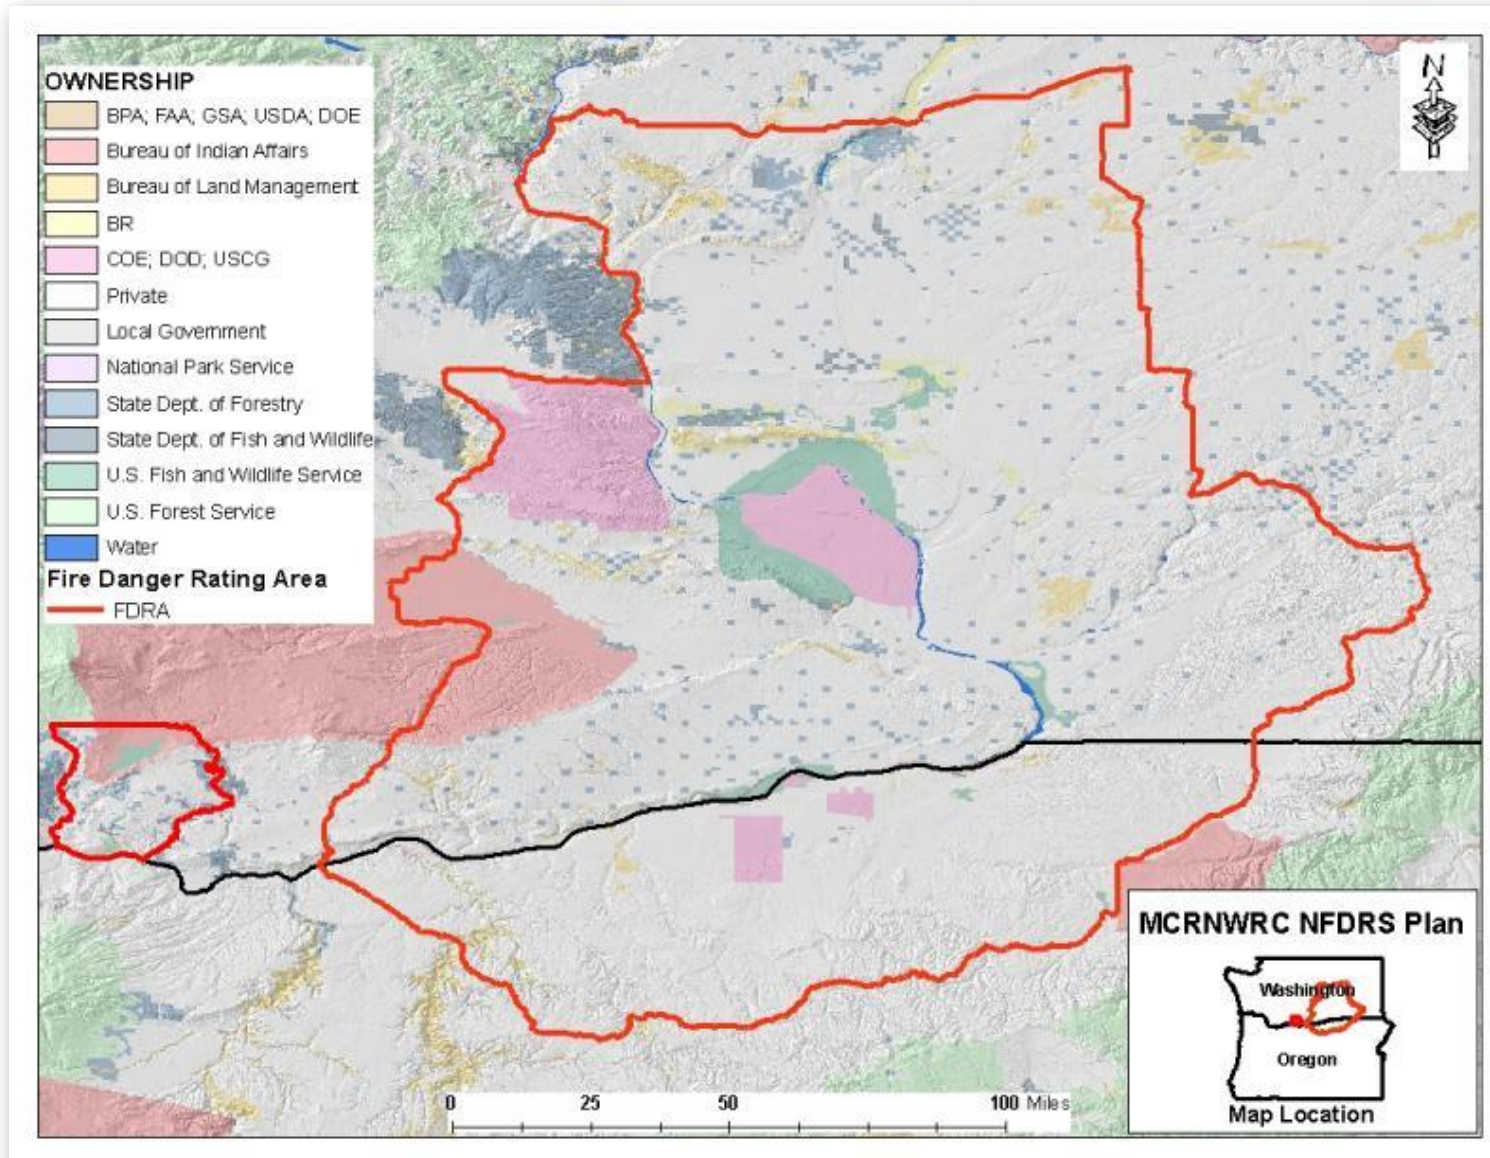 OWNERSHIP
BPA; FAA; GSA; USDA; DOE
Bureau of Indian Affairs
Bureau of Land Management
BR
COE; DOD; USCG
Private
Local Government
National Park Service
State Dept. of Forestry
State Dept. of Fish and Wildlife
U.S. Fish and Wildlife Service
U.S. Forest Service
Water
Fire Danger Rating Area
FDRA
N
MCRNWRC NFDRS Plan
Washington
Oregon
Map Location
0 25 50 100 Miles